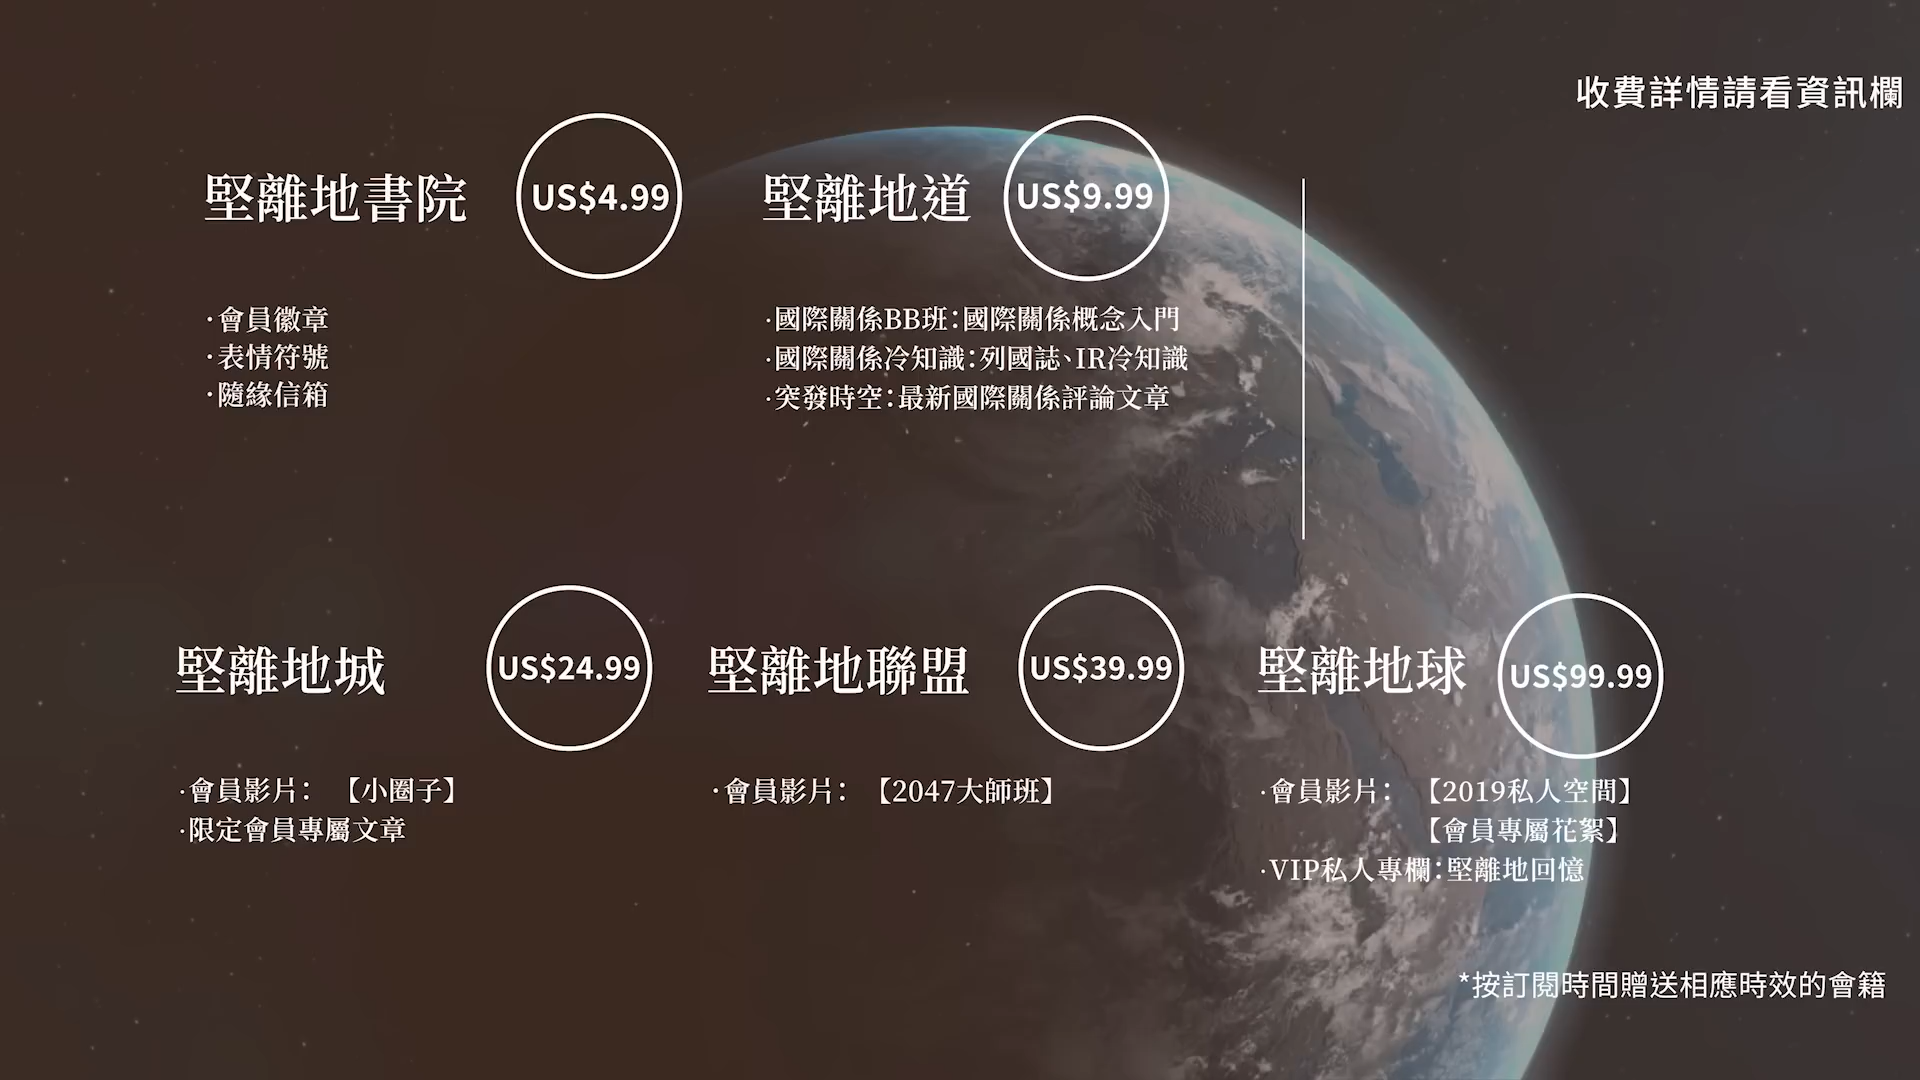 收費詳情請看資訊欄
堅離地書院
US$4.99
·會員徽章
·表情符號
·隨緣信箱
堅離地道
US$9.99
·國際關係BB班：國際關係概念入門
·國際關係冷知識：列國誌、IR冷知識
·突發時空：最新國際關係評論文章
堅離地城
US$24.99
·會員影片：【小圈子】
·限定會員專屬文章
堅離地聯盟
US$39.99
·會員影片：【2047大師班】
堅離地球
US$99.99
·會員影片：【2019私人空間】
【會員專屬花絮】
·VIP私人專欄：堅離地回憶
*按訂閱時間贈送相應時效的會籍